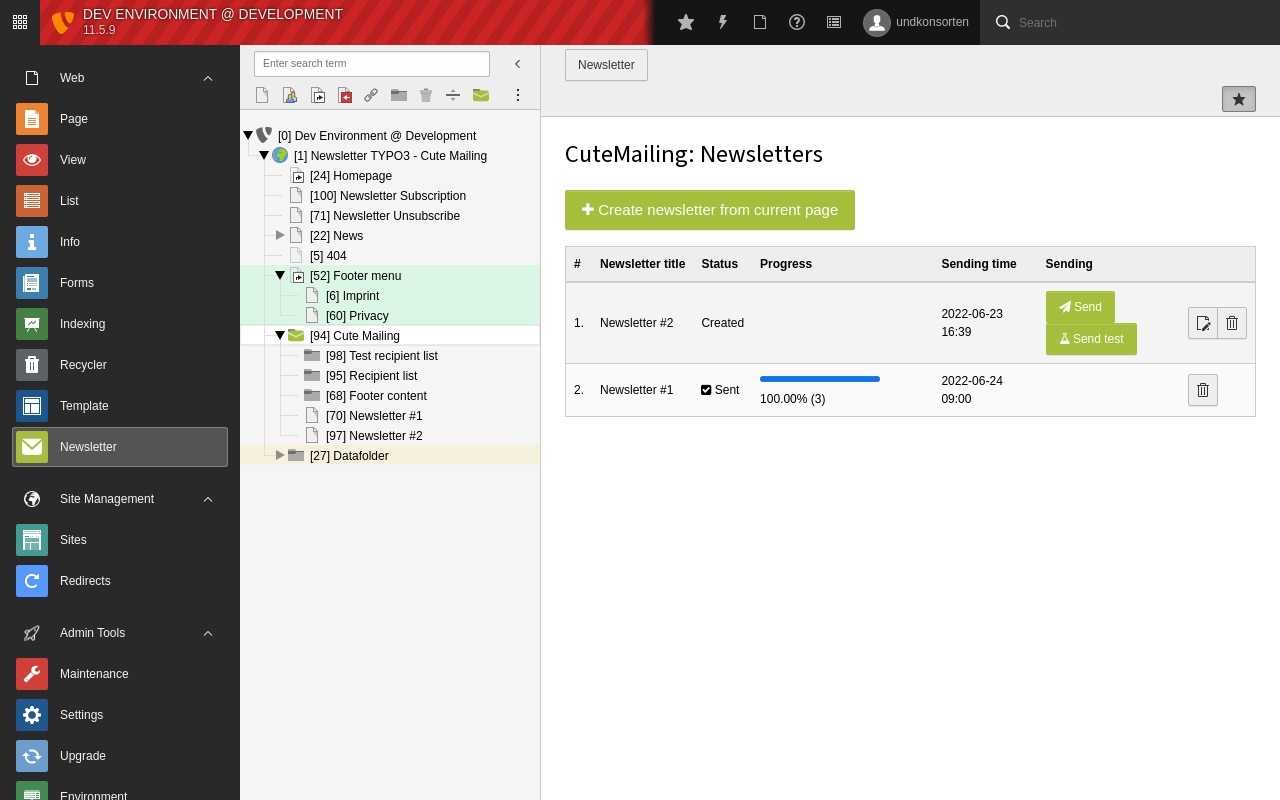 DEV ENVIRONMENT @ DEVELOPMENT
11.5.9
undkonsorten
Search
Web
Page
View
List
Info
Forms
Indexing
Recycler
Template
Newsletter
Site Management
Sites
Redirects
Admin Tools
Maintenance
Settings
Upgrade
Environment
Enter search term
[0] Dev Environment @ Development
[1] Newsletter TYPO3 - Cute Mailing
[24] Homepage
[100] Newsletter Subscription
[71] Newsletter Unsubscribe
[22] News
[5] 404
[52] Footer menu
[6] Imprint
[60] Privacy
[94] Cute Mailing
[98] Test recipient list
[95] Recipient list
[68] Footer content
[70] Newsletter #1
[97] Newsletter #2
[27] Datafolder
Newsletter
CuteMailing: Newsletters
Create newsletter from current page
# Newsletter title Status Progress Sending time Sending
1. Newsletter #2 Created 2022-06-23 16:39 Send
Send test
2. Newsletter #1 Sent 100.00% (3) 2022-06-24 09:00